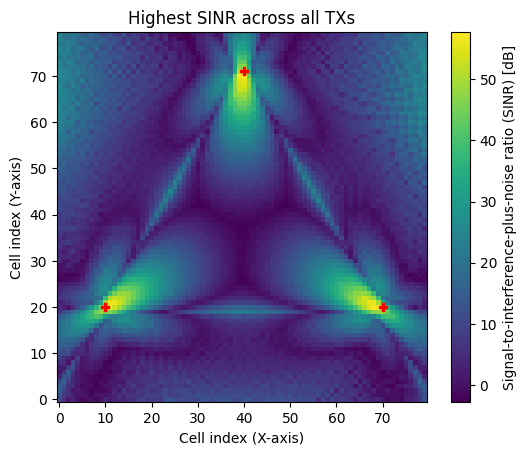 Highest SINR across all TXs
Cell index (Y-axis)
70
60
50
40
30
20
10
0
0 10 20 30 40 50 60 70
Cell index (X-axis)
50
40
30
20
10
0
Signal-to-interference-plus-noise ratio (SINR) [dB]